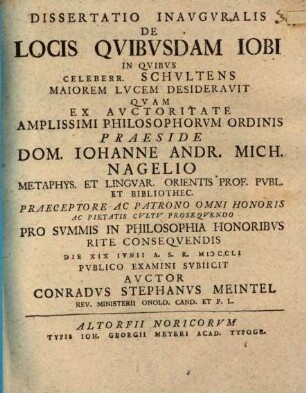 DISSERTATIO INAVGVRALIS
DE
LOCIS QVIBVSDAM IOBI
IN QVIBVS
CELEBERR. SCHVLTENS
MAIOREM LVCEM DESIDERAVIT
QVAM
EX AVCTORITATE
AMPLISSIMI PHILOSOPHORVM ORDINIS
PRAESIDE
DOM. IOHANNE ANDR. MICH.
NAGELIO
METAPHYS. ET LINGVAR. ORIENTIS PROF. PVBL.
ET BIBLIOTHEC.
PRAECEPTORE AC PATRONO OMNI HONORIS
AC PIETATIS CVLTV PROSEQVENDO
PRO SVMMIS IN PHILOSOPHIA HONORIBVS
RITE CONSEQVENDIS
DIE XIX IVNII A. S. R. MDCCLI
PVBLICO EXAMINI SVBIICIT
AVCTOR
CONRADVS STEPHANVS MEINTEL
REV. MINISTERII ONOLD. CAND. ET P. L.
ALTORFII NORICORVM
TYPIS IOH. GEORGII MEYERI ACAD. TYPOGR.